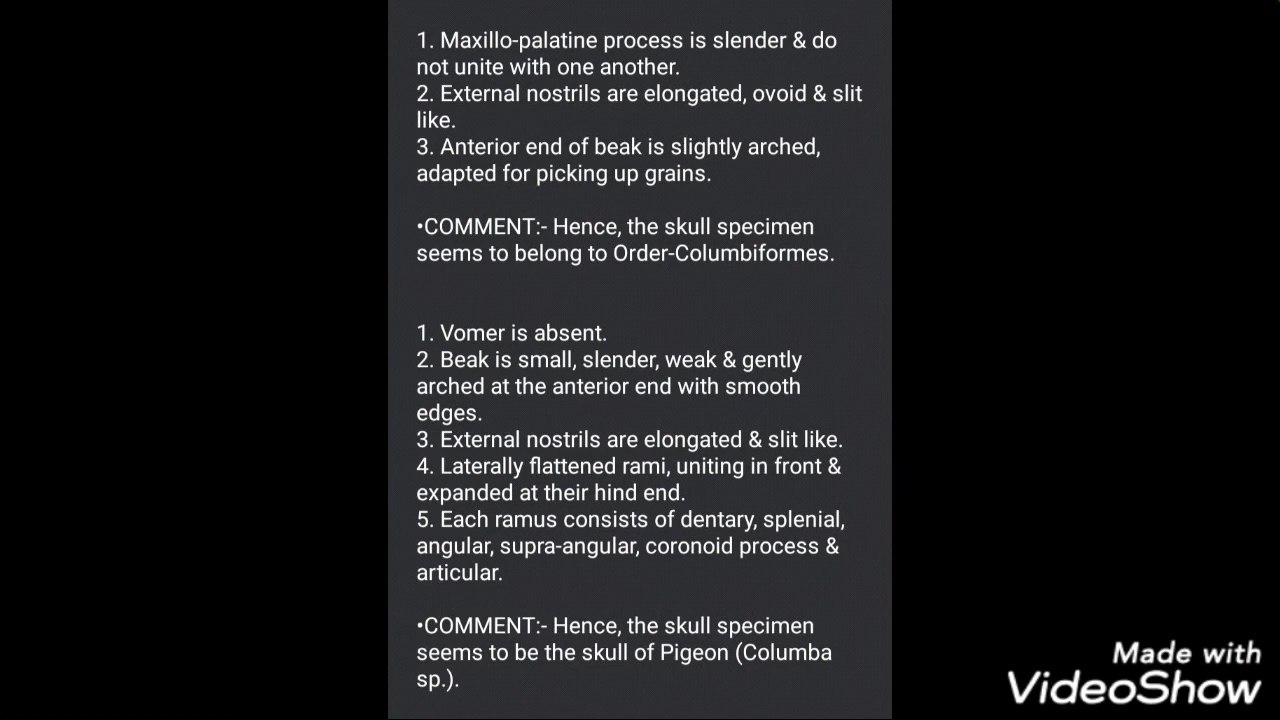 1. Maxillo-palatine process is slender & do
not unite with one another.
2. External nostrils are elongated, ovoid & slit
like.
3. Anterior end of beak is slightly arched,
adapted for picking up grains.
•COMMENT:- Hence, the skull specimen
seems to belong to Order-Columbiformes.
1. Vomer is absent.
2. Beak is small, slender, weak & gently
arched at the anterior end with smooth
edges.
3. External nostrils are elongated & slit like.
4. Laterally flattened rami, uniting in front &
expanded at their hind end.
5. Each ramus consists of dentary, splenial,
angular, supra-angular, coronoid process &
articular.
•COMMENT:- Hence, the skull specimen
seems to be the skull of Pigeon (Columba
sp.).
Made with
VideoShow